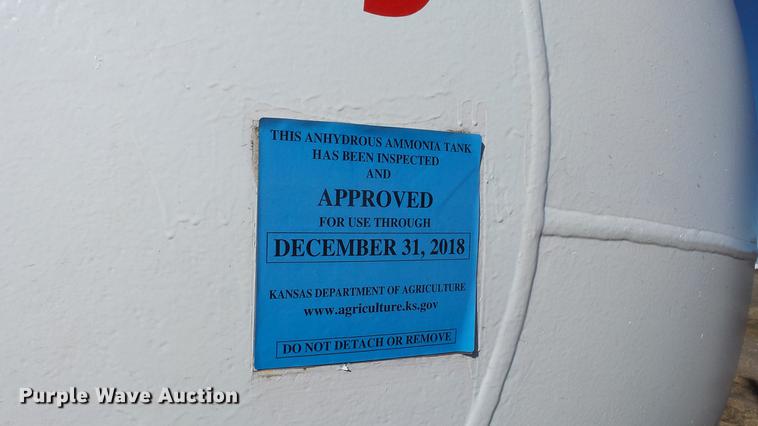 THIS ANHYDROUS AMMONIA TANK
HAS BEEN INSPECTED
AND
APPROVED
FOR USE THROUGH
DECEMBER 31, 2018
KANSAS DEPARTMENT OF AGRICULTURE
www.agriculture.ks.gov
DO NOT DETACH OR REMOVE
Purple Wave Auction